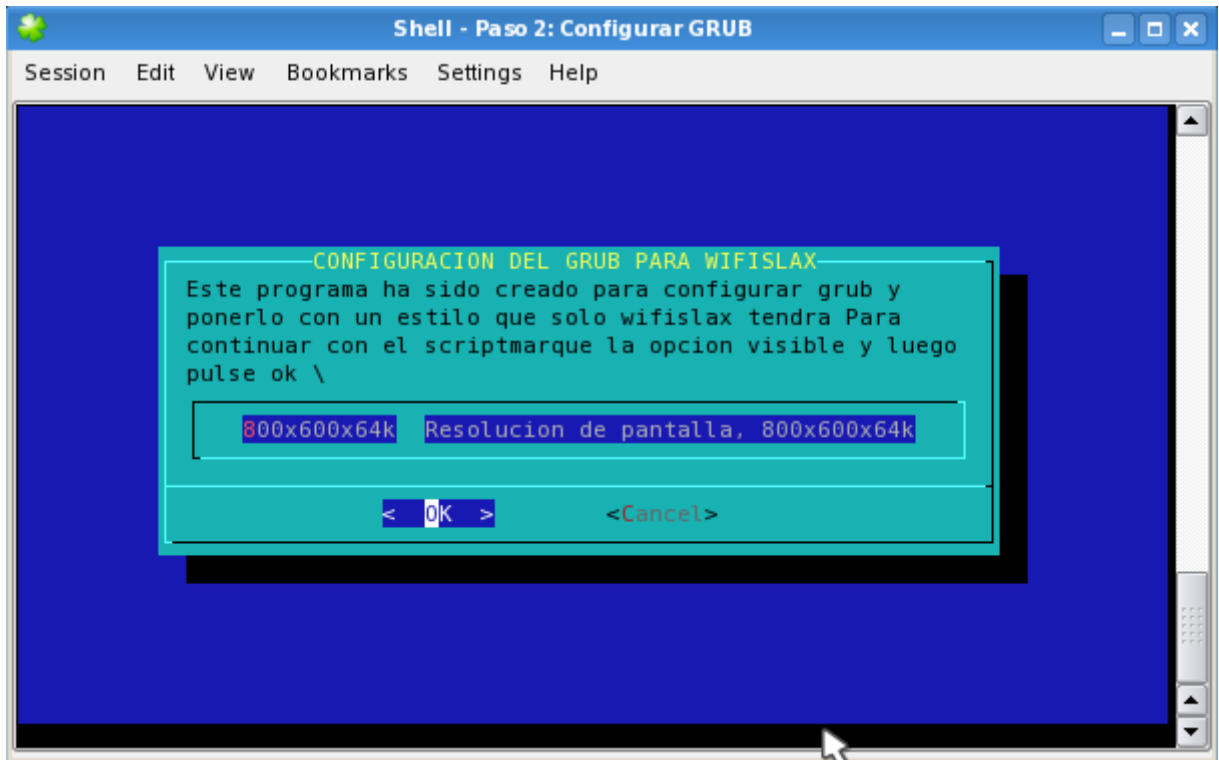 Shell - Paso 2: Configurar GRUB
Session Edit View Bookmarks Settings Help
CONFIGURACION DEL GRUB PARA WIFISLAX
Este programa ha sido creado para configurar grub y
ponerlo con un estilo que solo wifislax tendra Para
continuar con el scriptmarque la opcion visible y luego
pulse ok \
800x600x64k Resolucion de pantalla, 800x600x64k
< OK > <Cancel>